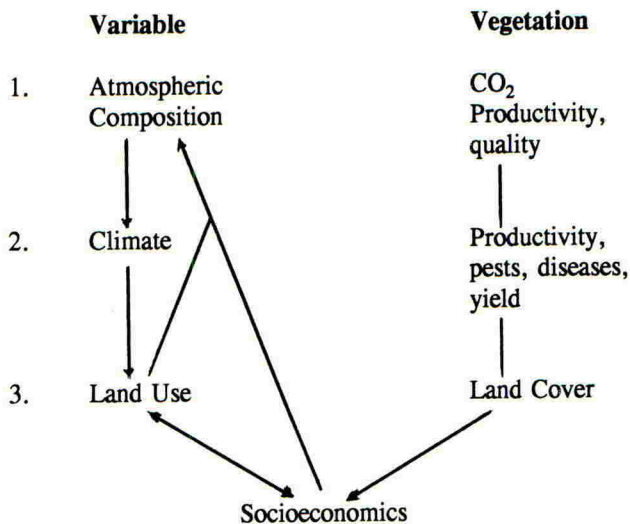 Variable Vegetation
1. Atmospheric CO₂
Composition Productivity,
quality
2. Climate Productivity,
pests, diseases,
yield
3. Land Use Land Cover
Socioeconomics